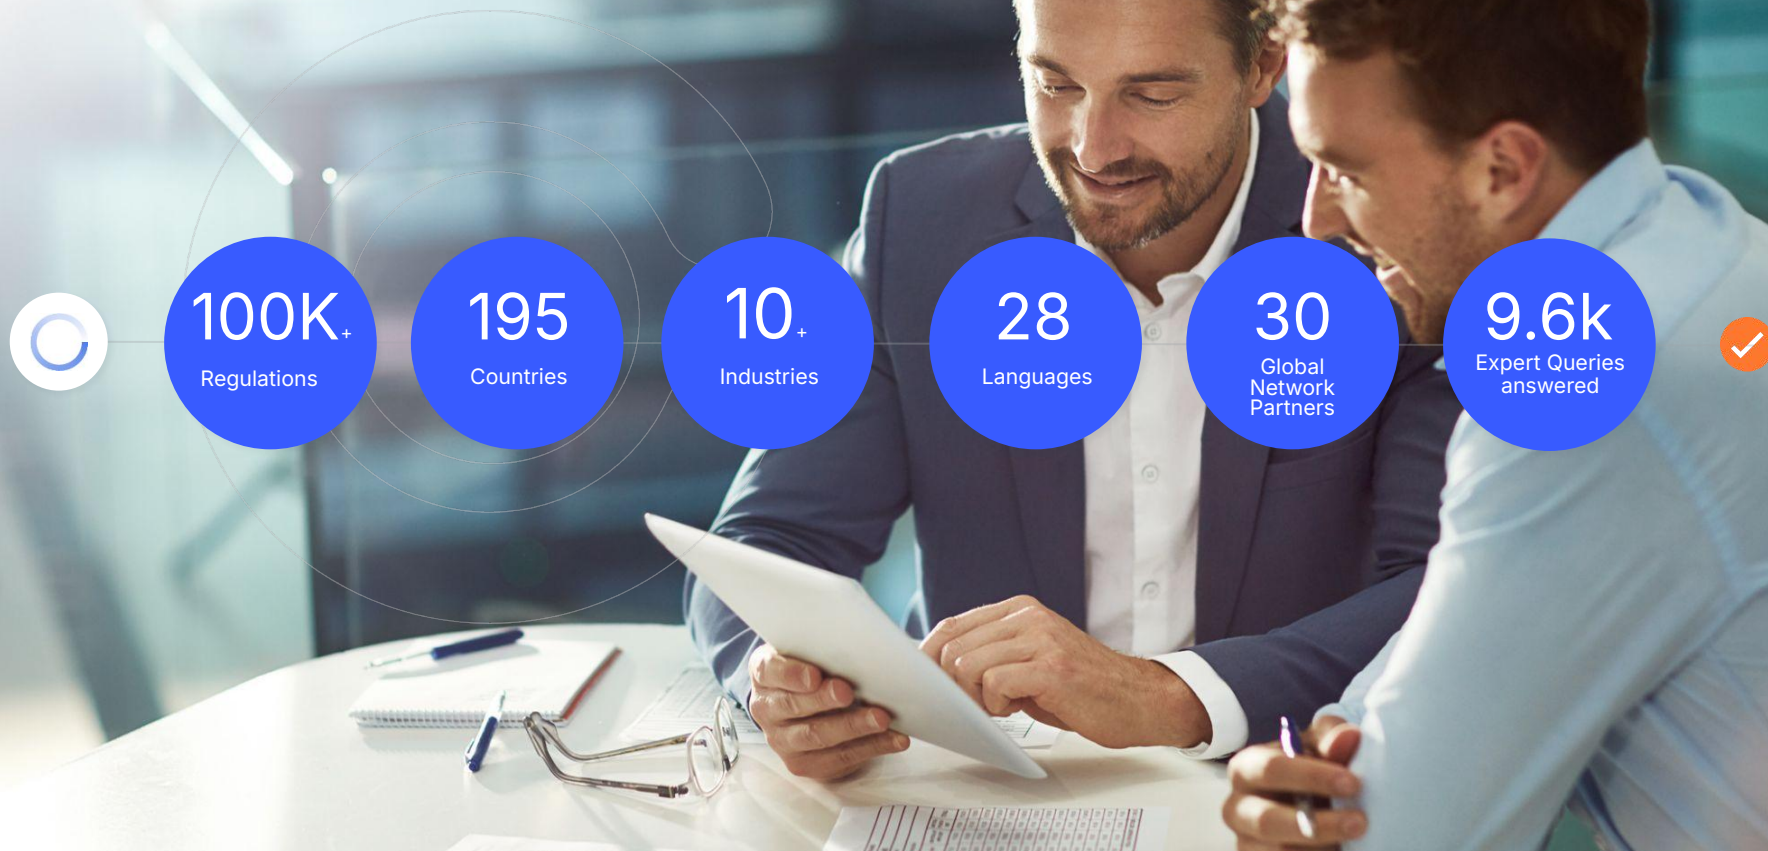 100K+
Regulations
195
Countries
10+
Industries
28
Languages
30
Global
Network
Partners
9.6k
Expert Queries
answered